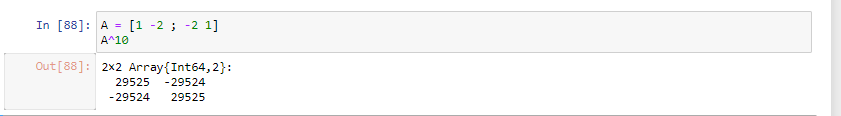 In [88]: A = [1 -2 ; -2 1]
A^10
Out[88]: 2×2 Array{Int64,2}:
29525 -29524
-29524 29525